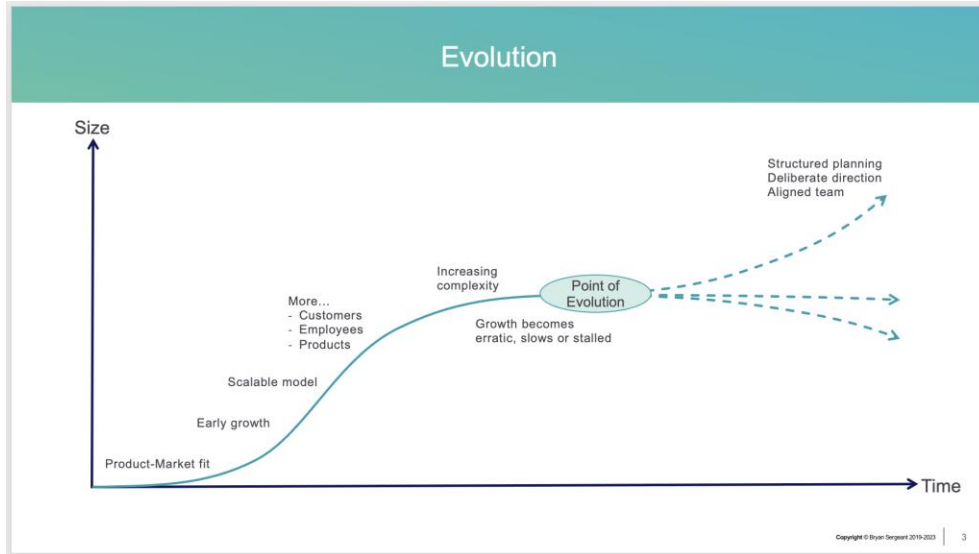 Evolution
Size
Structured planning
Deliberate direction
Aligned team
Increasing
complexity
Point of
Evolution
More...
- Customers
- Employees
- Products
Growth becomes
erratic, slows or stalled
Scalable model
Early growth
Product-Market fit
Time
Copyright © Bryan Sergeant 2019-2023
3